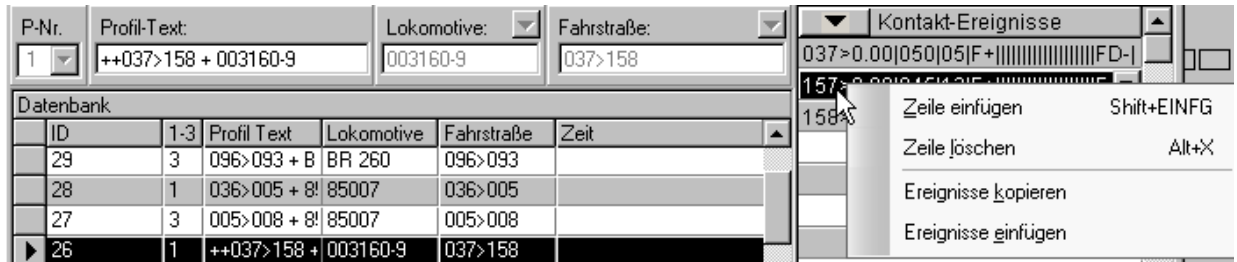 P-Nr. Profil-Text: Lokomotive: Fahrstraße:
1 ++037>158 + 003160-9 003160-9 037>158
Datenbank
ID 1-3 Profil Text Lokomotive Fahrstraße Zeit
29 3 096>093 + B BR 260 096>093
28 1 036>005 + 8! 85007 036>005
27 3 005>008 + 8! 85007 005>008
26 1 ++037>158 + 003160-9 037>158
Kontakt-Ereignisse
037>0.00|050|05|F+||||||||||||||||||||FD-|
158
Zeile einfügen Shift+EINFG
Zeile löschen Alt+X
Ereignisse kopieren
Ereignisse einfügen